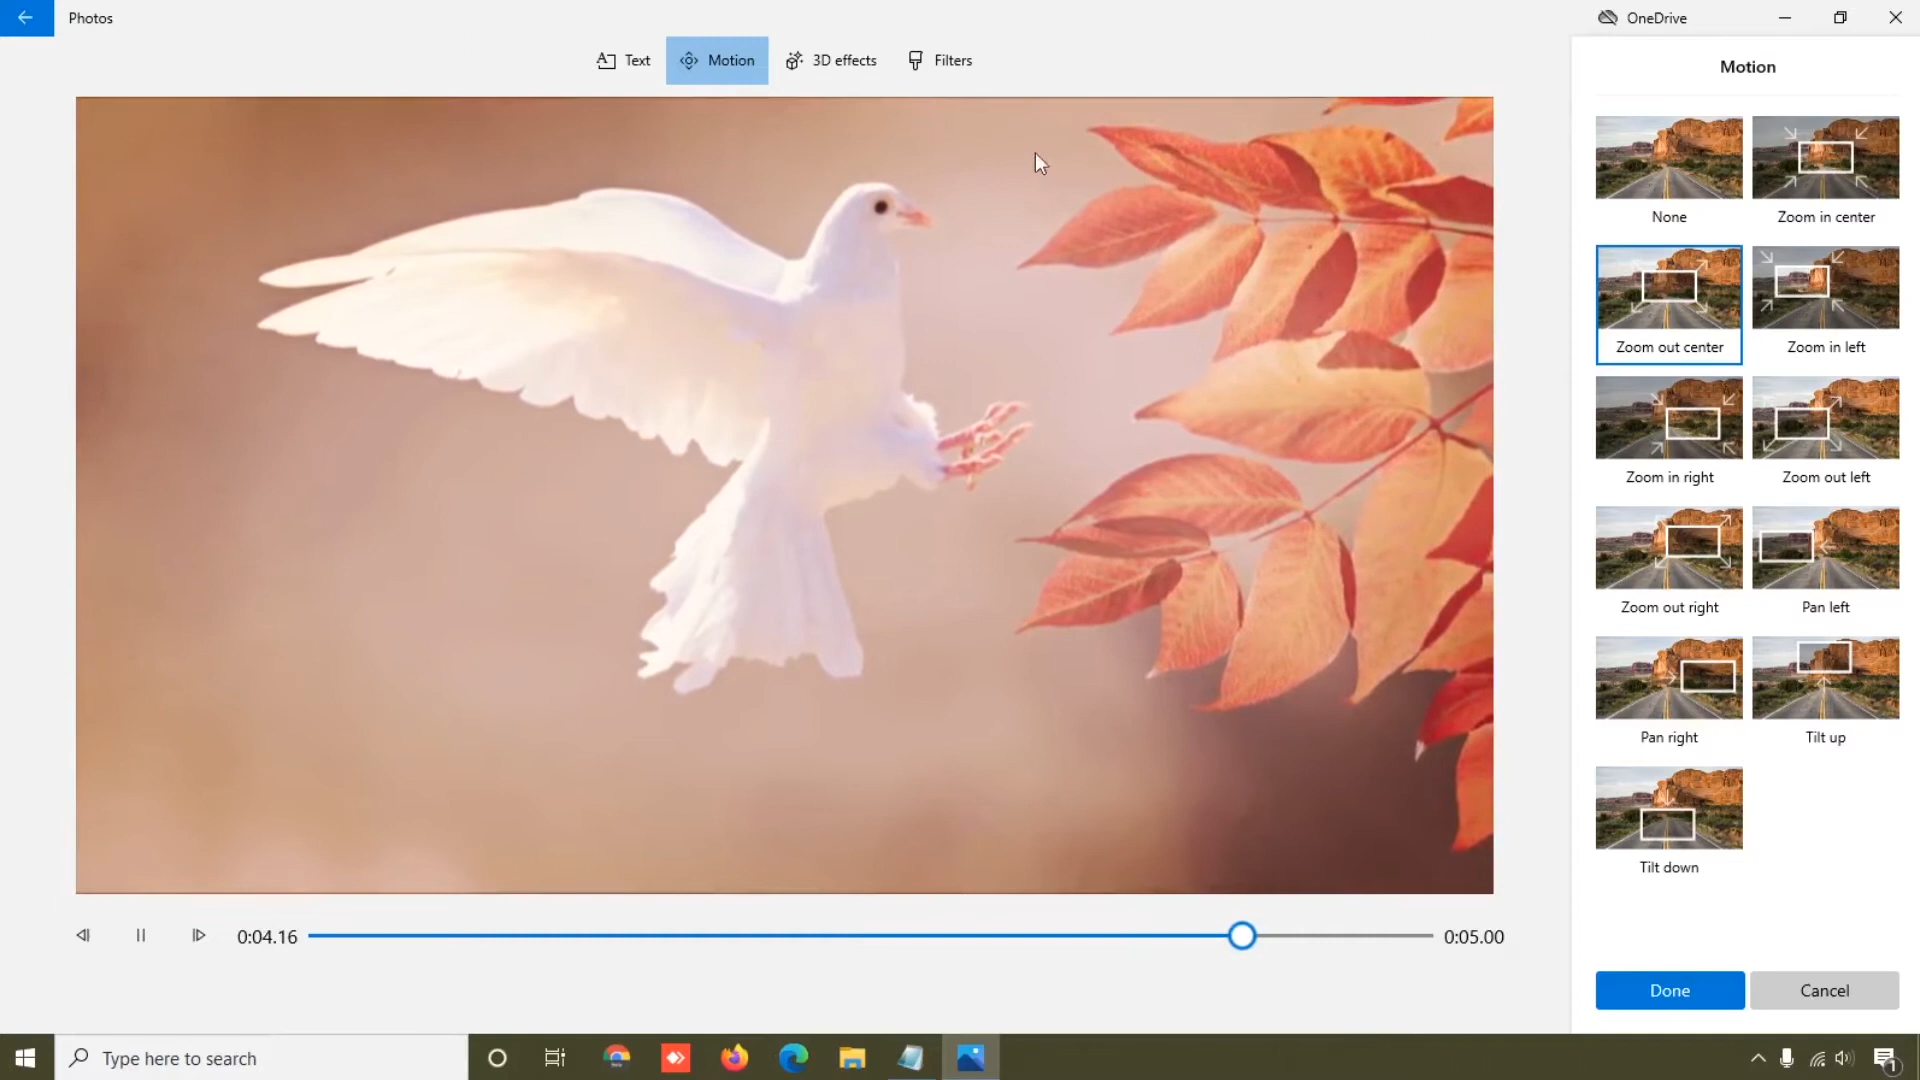 Photos
OneDrive
Text
Motion
3D effects
Filters
Motion
None
Zoom in center
Zoom out center
Zoom in left
Zoom in right
Zoom out left
Zoom out right
Pan left
Pan right
Tilt up
Tilt down
0:04.16
0:05.00
Done
Cancel
Type here to search
1